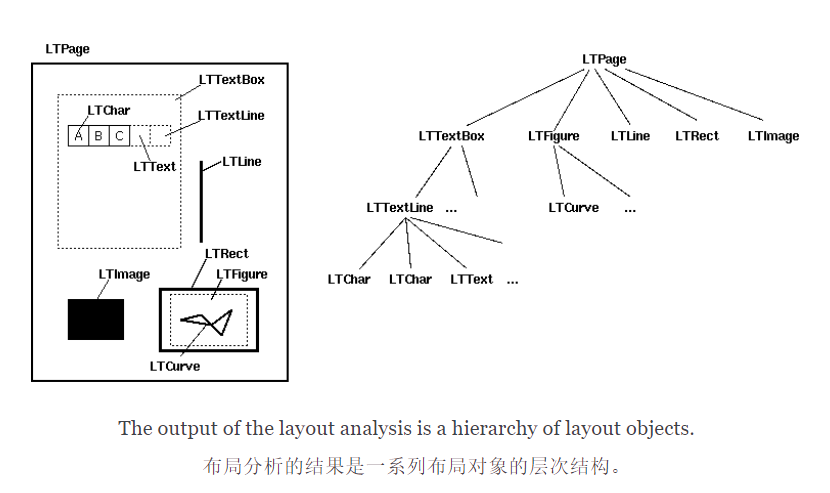 LTPage
LTTextBox
LTChar
LTTextLine
A B C
LTText
LTLine
LTRect
LTImage
LTFigure
LTCurve
LTPage
LTTextBox LTFigure LTLine LTRect LTImage
LTTextLine ... LTCurve ...
LTChar LTChar LTText ...
The output of the layout analysis is a hierarchy of layout objects.
布局分析的结果是一系列布局对象的层次结构。